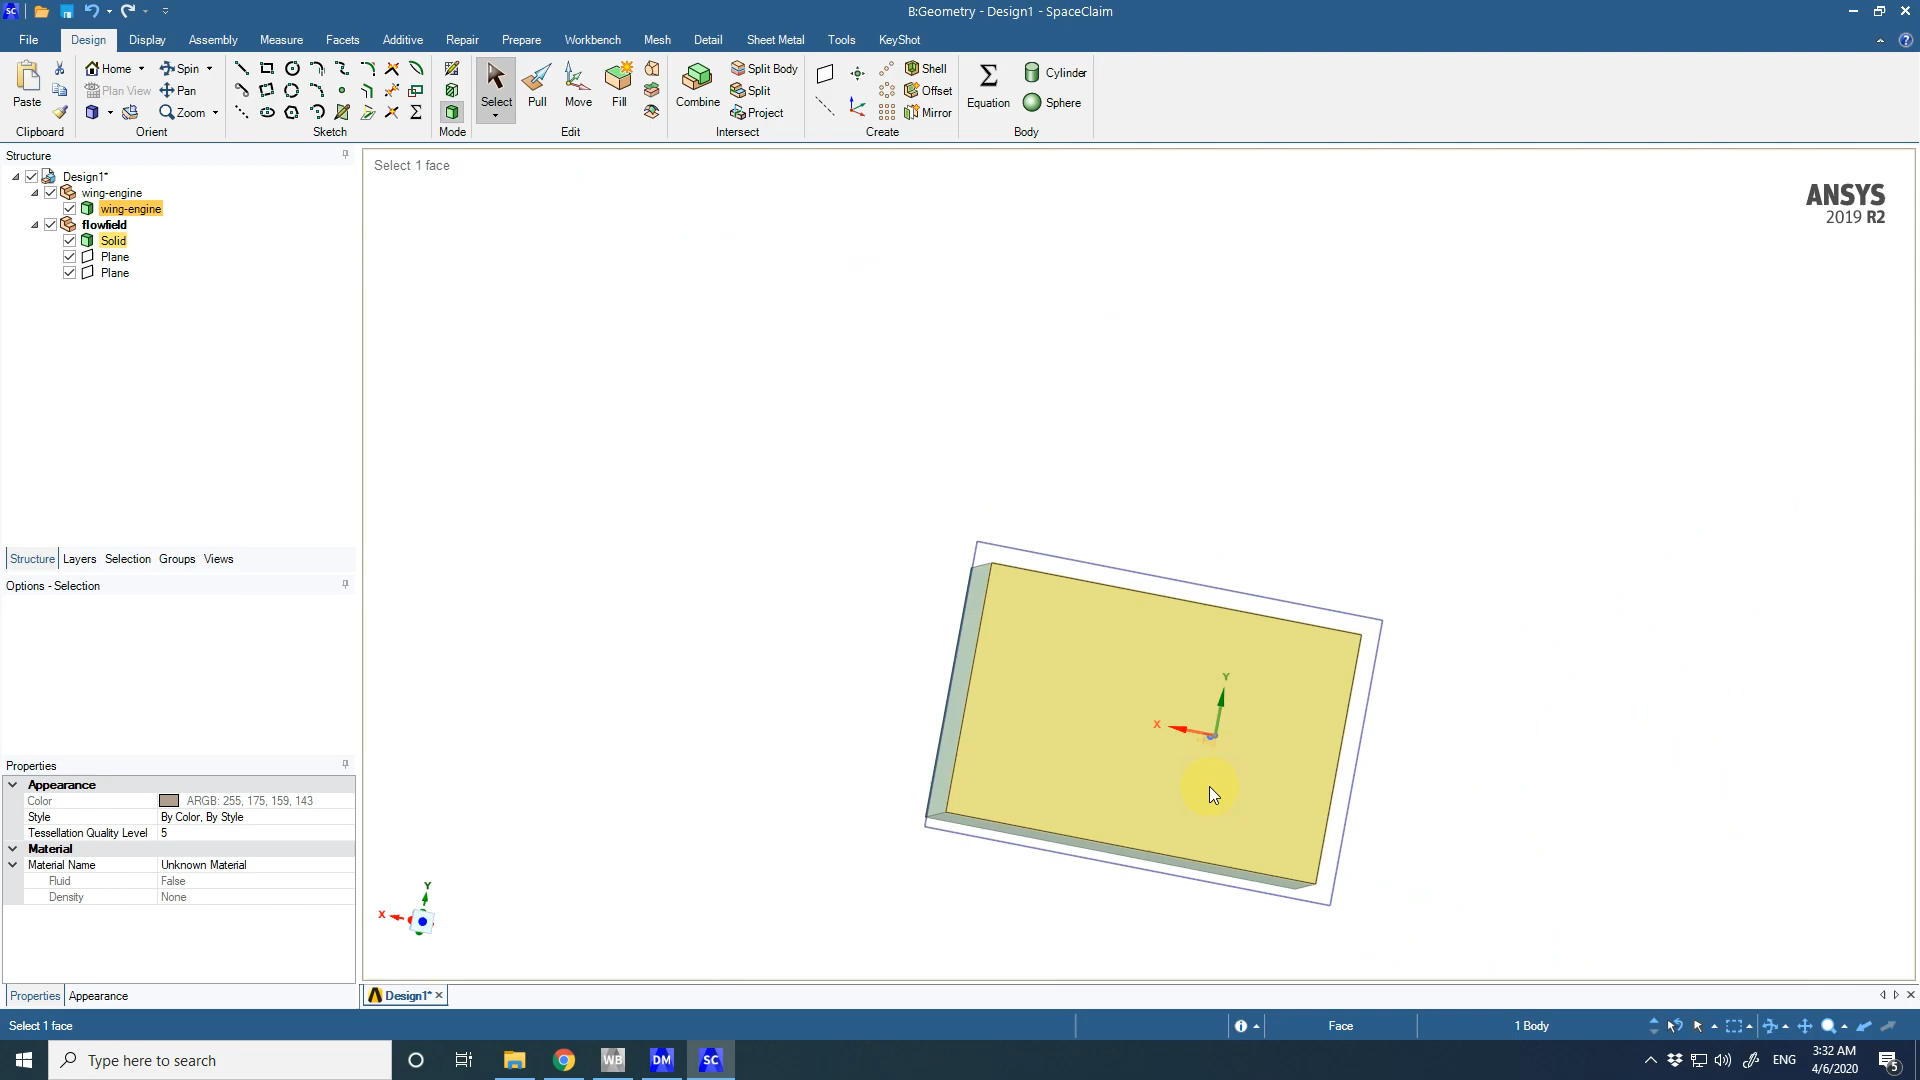 B:Geometry - Design1 - SpaceClaim
File Design Display Assembly Measure Facets Additive Repair Prepare Workbench Mesh Detail Sheet Metal Tools KeyShot
Home Spin Split Body Shell Cylinder
Plan View Pan Split Offset
Zoom Project Mirror Sphere
Paste Select Pull Move Fill Combine Equation
Clipboard Orient Sketch Mode Edit Intersect Create Body
Structure
Design1*
wing-engine
wing-engine
flowfield
Solid
Plane
Plane
Structure Layers Selection Groups Views
Options - Selection
Properties
Appearance
Color ARGB: 255, 175, 159, 143
Style By Color, By Style
Tessellation Quality Level 5
Material
Material Name Unknown Material
Fluid False
Density None
Properties Appearance
Select 1 face
ANSYS
2019 R2
Y
X
Y
X
Design1*
Select 1 face Face 1 Body
Type here to search
WB DM SC
ENG
3:32 AM
4/6/2020
5